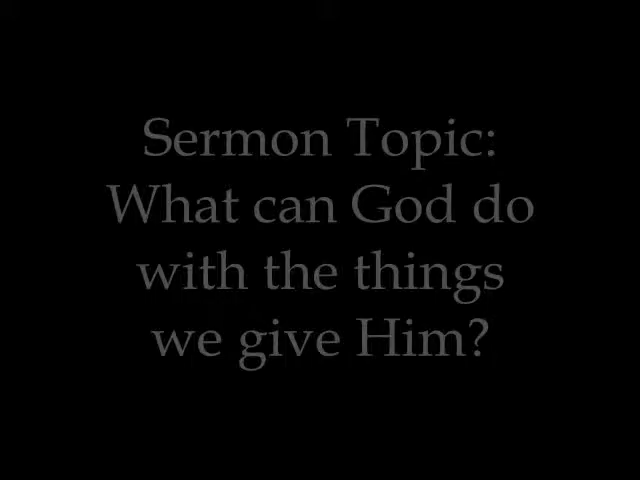 Sermon Topic:
What can God do
with the things
we give Him?